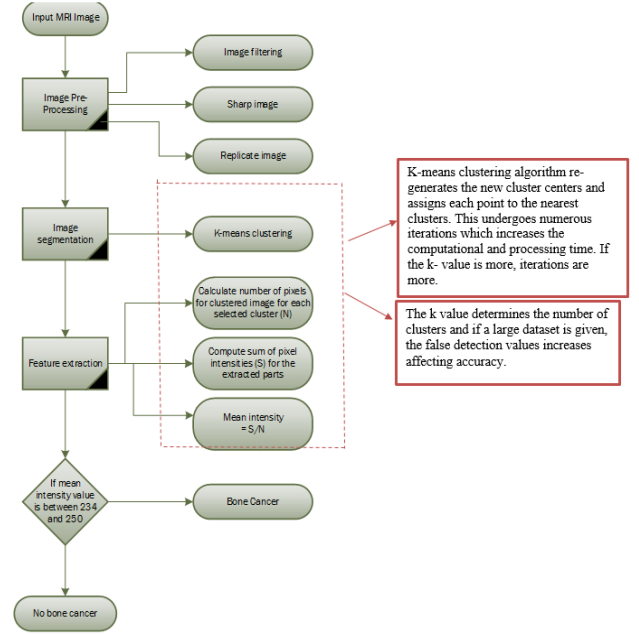 Input MRI Image
Image filtering
Image Pre-
Processing
Sharp image
Replicate image
K-means clustering algorithm re-
generates the new cluster centers and
assigns each point to the nearest
clusters. This undergoes numerous
iterations which increases the
computational and processing time. If
the k- value is more, iterations are
more.
Image
segmentation
K-means clustering
Calculate number of pixels
for clustered image for each
selected cluster (N)
The k value determines the number of
clusters and if a large dataset is given,
the false detection values increases
affecting accuracy.
Feature extraction
Compute sum of pixel
intensities (S) for the
extracted parts
Mean intensity
= S/N
If mean
intensity value
is between 234
and 250
Bone Cancer
No bone cancer